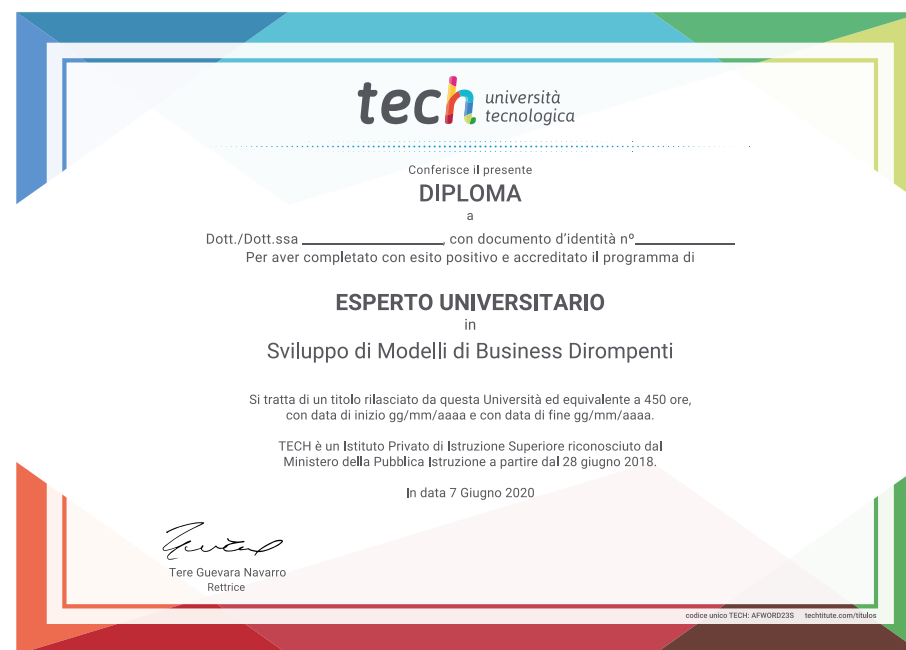 tech università
tecnologica
Conferisce il presente
DIPLOMA
a
Dott./Dott.ssa ____________________, con documento d'identità nº______________
Per aver completato con esito positivo e accreditato il programma di
ESPERTO UNIVERSITARIO
in
Sviluppo di Modelli di Business Dirompenti
Si tratta di un titolo rilasciato da questa Università ed equivalente a 450 ore,
con data di inizio gg/mm/aaaa e con data di fine gg/mm/aaaa.
TECH è un Istituto Privato di Istruzione Superiore riconosciuto dal
Ministero della Pubblica Istruzione a partire dal 28 giugno 2018.
In data 7 Giugno 2020
Tere Guevara Navarro
Rettrice
codice unico TECH: AFWORD23S techtitute.com/titulos